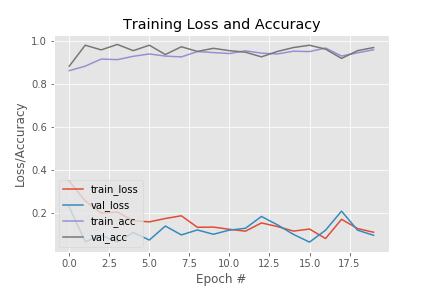 Training Loss and Accuracy
1.0
0.8
0.6
0.4
0.2
Loss/Accuracy
train_loss
val_loss
train_acc
val_acc
0.0 2.5 5.0 7.5 10.0 12.5 15.0 17.5
Epoch #